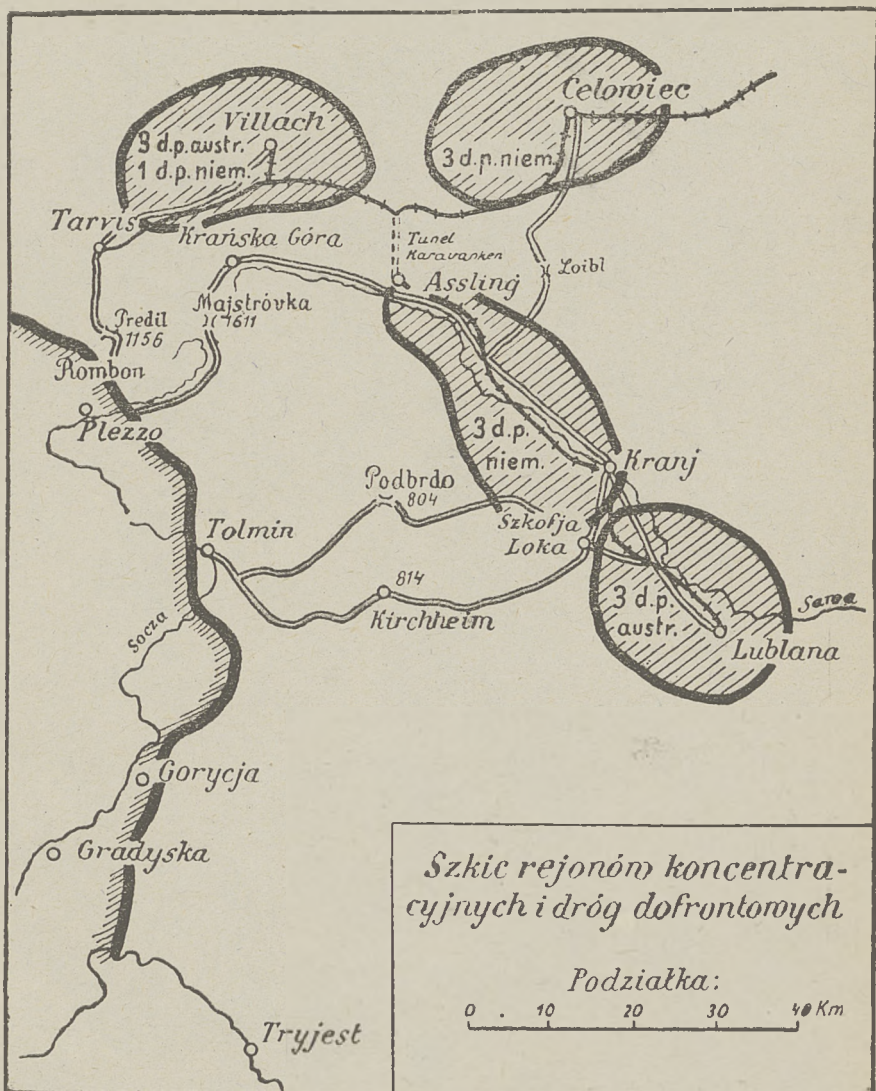 Celowiec
Villach
3 d.p. austr.
1 d.p. niem.
3 d.p. niem.
Tarvis
Krańska Góra
Tunel
Karavanken
Loibl
Assling
Majstróvka
1611
Predil
1156
Rombon
Plezzo
3 d.p.
niem.
Kranj
Podbrdo
804
Szkofja
Loka
Tolmin
814
Kirchheim
3 d.p.
austr.
Sawa
Lublana
Socza
Gorycja
Gradyska
Tryjest
Szkic rejonów koncentra-
cyjnych i dróg dofrontowych
Podziałka:
0 . 10 20 30 40 Km